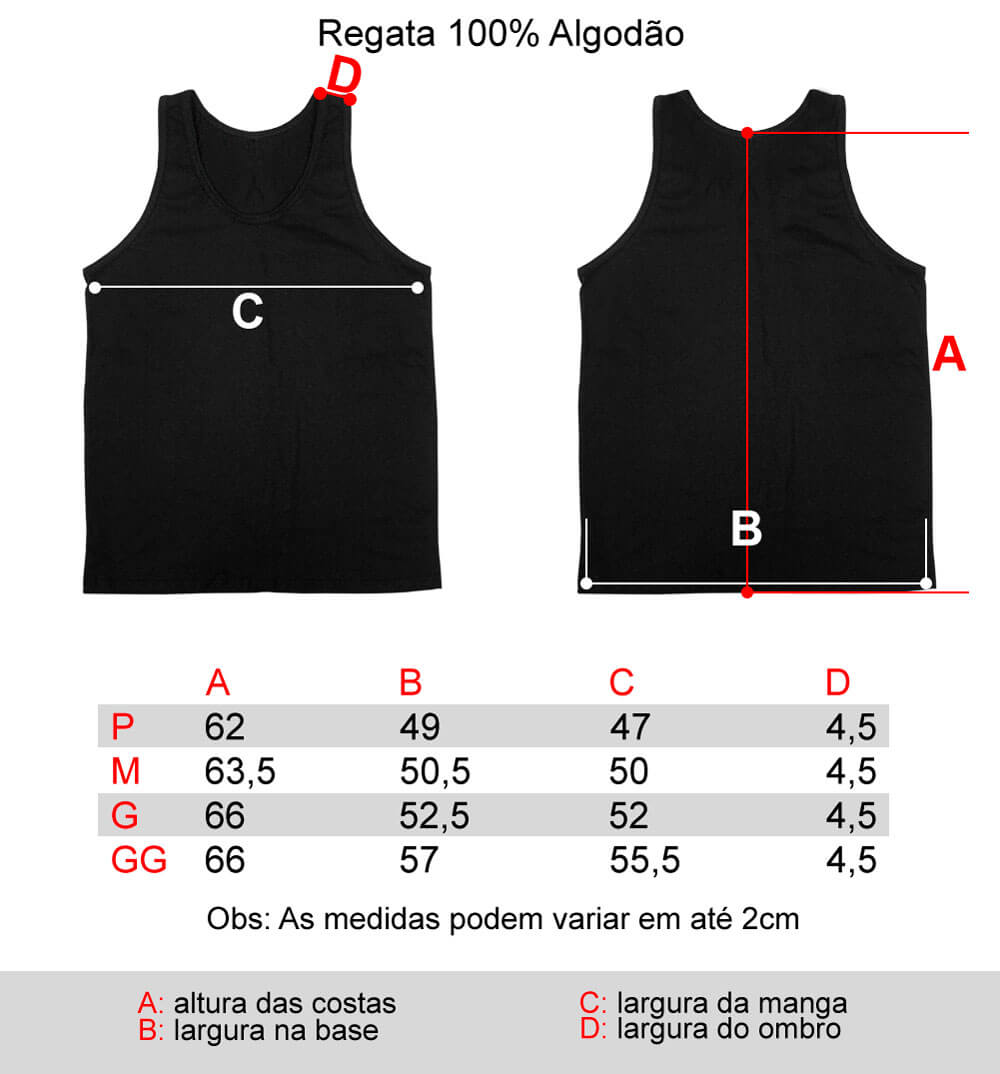 Regata 100% Algodão
D
C
A
B
A B C D
P 62 49 47 4,5
M 63,5 50,5 50 4,5
G 66 52,5 52 4,5
GG 66 57 55,5 4,5
Obs: As medidas podem variar em até 2cm
A: altura das costas
B: largura na base
C: largura da manga
D: largura do ombro